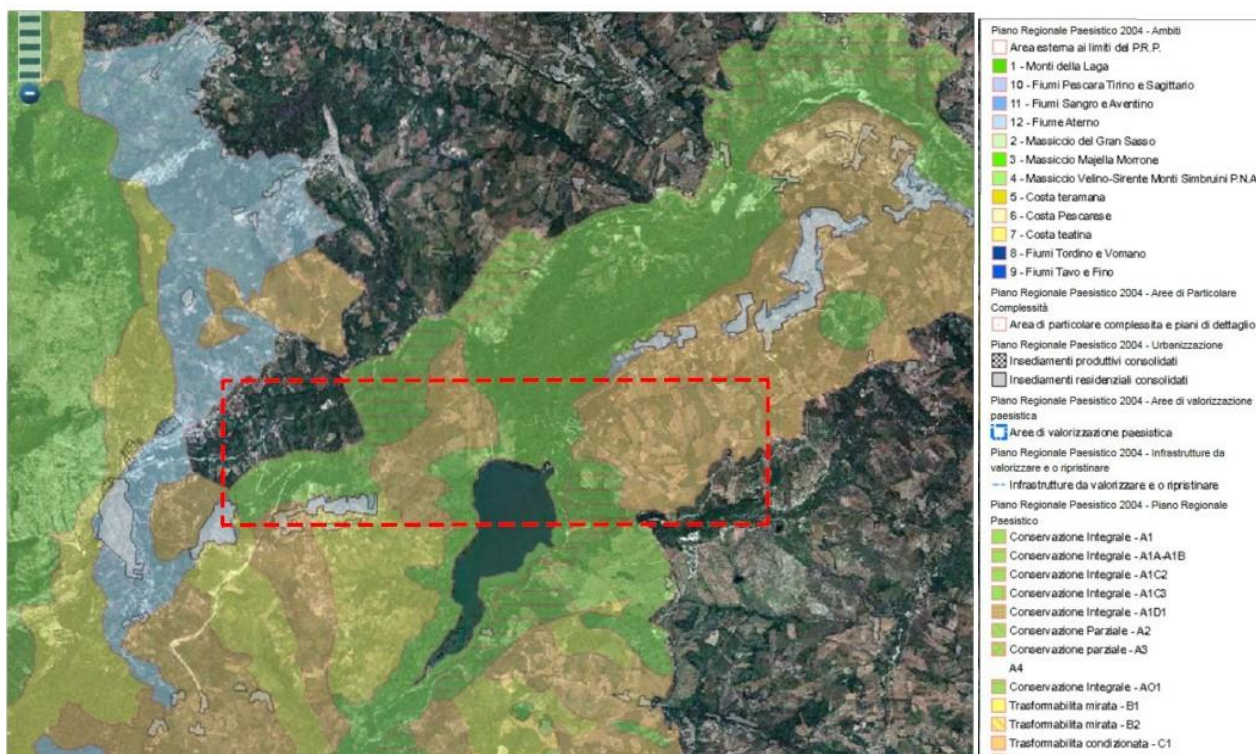 Piano Regionale Paesistico 2004 - Ambiti
Area esterna ai limiti del P.R.P.
1 - Monti della Laga
10 - Fiumi Pescara Tirino e Sagittario
11 - Fiumi Sangro e Aventino
12 - Fiume Aterno
2 - Massiccio del Gran Sasso
3 - Massiccio Majella Morrone
4 - Massiccio Velino-Sirente Monti Simbruini P.N.A
5 - Costa teramana
6 - Costa Pescarese
7 - Costa teatina
8 - Fiumi Tordino e Vomano
9 - Fiumi Tavo e Fino
Piano Regionale Paesistico 2004 - Aree di Particolare
Complessità
Area di particolare complessita e piani di dettaglio
Piano Regionale Paesistico 2004 - Urbanizzazione
Insediamenti produttivi consolidati
Insediamenti residenziali consolidati
Piano Regionale Paesistico 2004 - Aree di valorizzazione
paesistica
Aree di valorizzazione paesistica
Piano Regionale Paesistico 2004 - Infrastrutture da
valorizzare e o ripristinare
Infrastrutture da valorizzare e o ripristinare
Piano Regionale Paesistico 2004 - Piano Regionale
Paesistico
Conservazione Integrale - A1
Conservazione Integrale - A1A-A1B
Conservazione Integrale - A1C2
Conservazione Integrale - A1C3
Conservazione Integrale - A1D1
Conservazione Parziale - A2
Conservazione parziale - A3
A4
Conservazione Integrale - AO1
Trasformabilita mirata - B1
Trasformabilita mirata - B2
Trasformabilita condizionata - C1